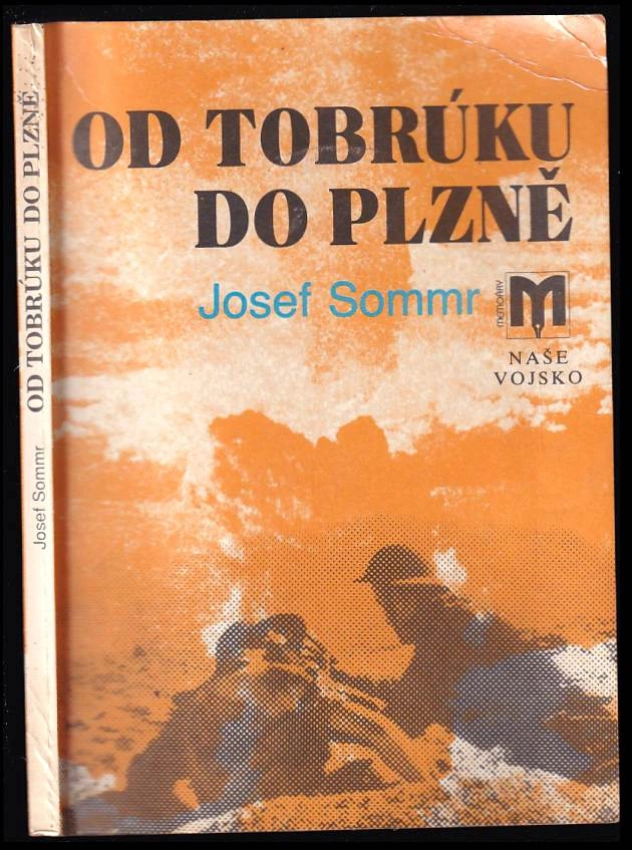 OD TOBRÚKU
DO PLZNĚ
Josef Sommr
MEMOÁRY
M
NAŠE
VOJSKO
Josef Sommr OD TOBRÚKU DO PLZNĚ